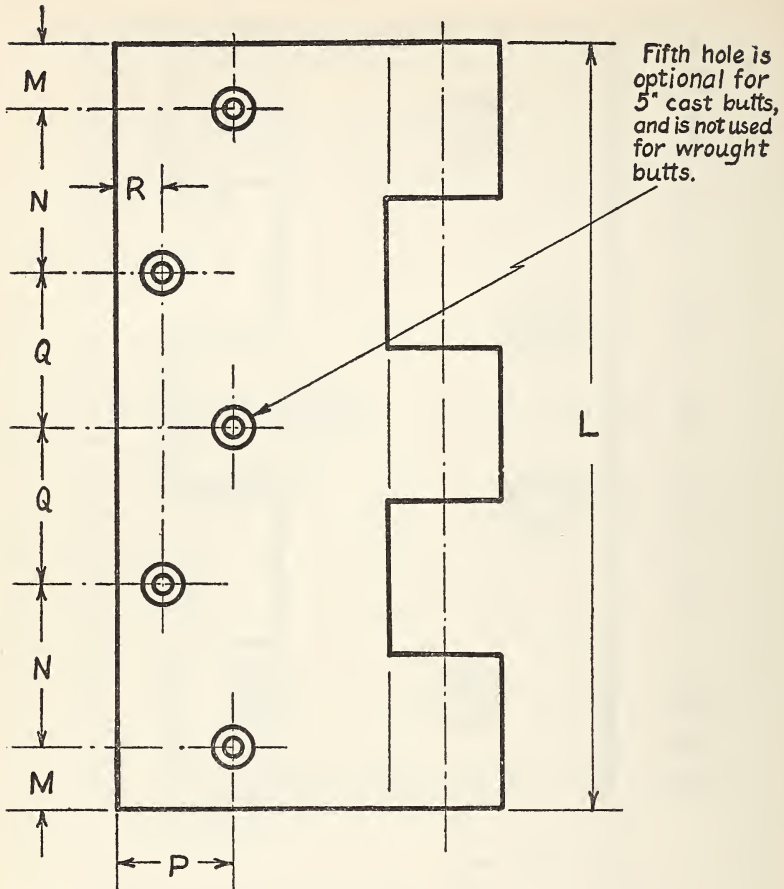 Fifth hole is
optional for
5" cast butts,
and is not used
for wrought
butts.
M
N
R
Q
L
Q
N
M
P